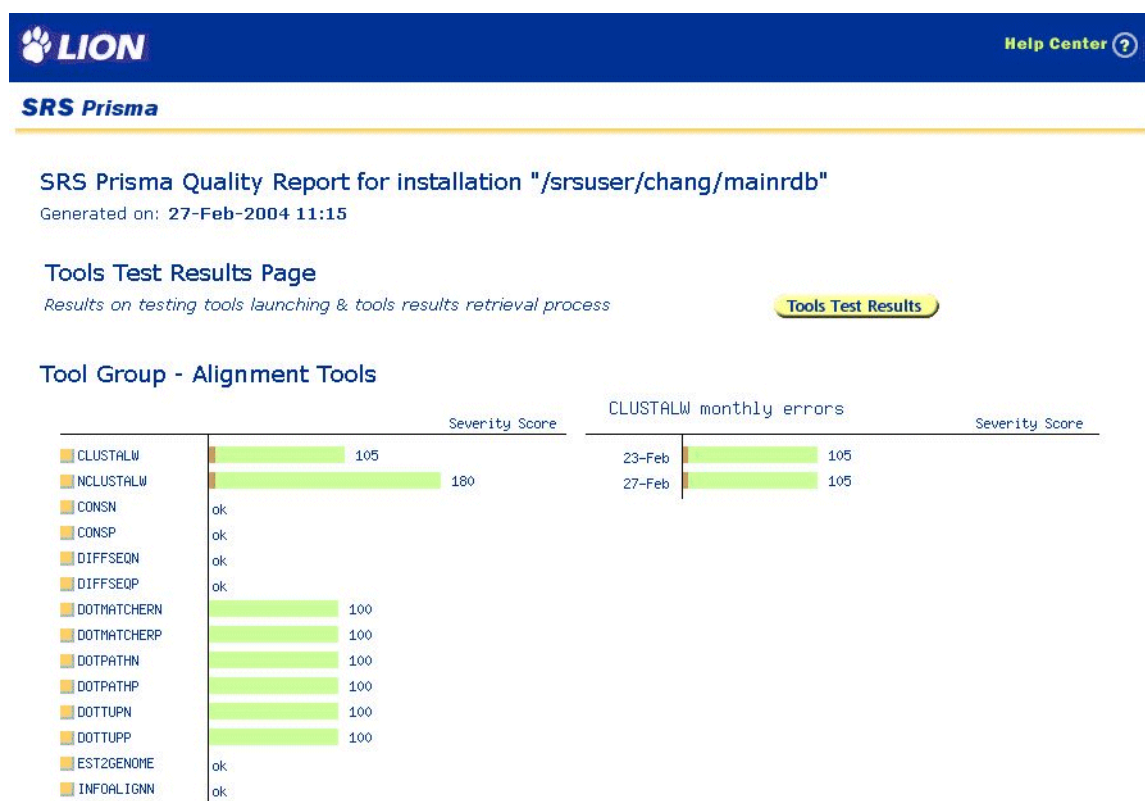 LION
Help Center ?
SRS Prisma
SRS Prisma Quality Report for installation "/srsuser/chang/mainrdb"
Generated on: 27-Feb-2004 11:15
Tools Test Results Page
Results on testing tools launching & tools results retrieval process
Tools Test Results
Tool Group - Alignment Tools
Severity Score
CLUSTALW 105
NCLUSTALW 180
CONSN ok
CONSP ok
DIFFSEQN ok
DIFFSEQP ok
DOTMATCHERN 100
DOTMATCHERP 100
DOTPATHN 100
DOTPATHP 100
DOTTUPN 100
DOTTUPP 100
EST2GENOME ok
INFOALIGNN ok
CLUSTALW monthly errors
Severity Score
23-Feb 105
27-Feb 105